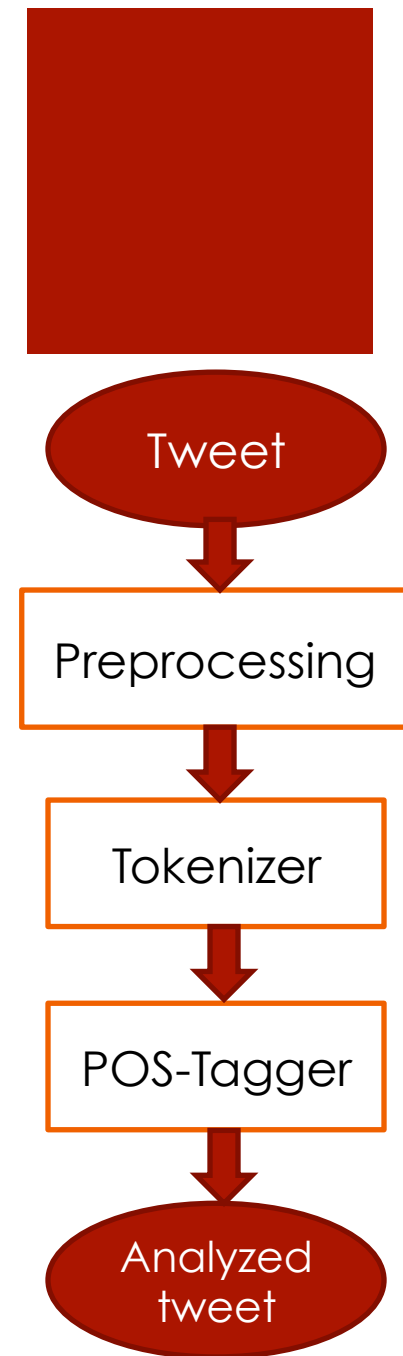 Tweet
Preprocessing
Tokenizer
POS-Tagger
Analyzed
tweet